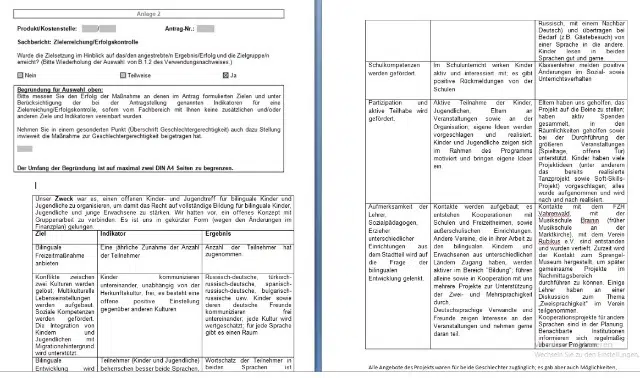 Anlage 2
Produkt/Kostenstelle:
Antrag-Nr.:
Sachbericht: Zielerreichung/Erfolgskontrolle
Wurde die Zielsetzung im Hinblick auf das/den angestrebte/n Ergebnis/Erfolg und die Zielgruppe/n
erreicht? (Bitte Wiederholung der Auswahl von B.1.2 des Verwendungsnachweises.)
Nein
Teilweise
Ja
Begründung für Auswahl oben:
Bitte messen Sie den Erfolg der Maßnahme an denen im Antrag formulierten Zielen und unter
Berücksichtigung der bei der Antragstellung genannten Indikatoren für eine
Zielerreichung/Erfolgskontrolle, sofern vom Fachbereich mit Ihnen keine zusätzlichen und/oder
anderen Ziele und Indikatoren vereinbart wurden.
Nehmen Sie in einem gesonderten Punkt (Überschrift Geschlechtergerechtigkeit) auch dazu Stellung
inwieweit die Maßnahme zur Geschlechtergerechtigkeit beigetragen hat.
Der Umfang der Begründung ist auf maximal zwei DIN A4 Seiten zu begrenzen.
Unser Zweck war es, einen offenen Kinder- und Jugendtreff für bilinguale Kinder und
Jugendliche zu organisieren, um damit das Recht auf vollständige Bildung für bilinguale Kinder,
Jugendliche und junge Erwachsene zu stärken. Wir hatten vor, ein offenes Konzept mit
Gruppenarbeit zu verbinden. Es ist uns in gekürzter Form (wegen den Änderungen in
Finanzplan) gelungen.
Ziel
Indikator
Ergebnis
Bilinguale
Freizeitmaßnahme
anbieten
Eine jährliche Zunahme der Anzahl
der Teilnehmer
Anzahl der Teilnehmer hat
zugenommen.
Konflikte zwischen
zwei Kulturen werden
gelöst. Multikulturelle
Lebenseinstellungen
werden aufgebaut.
Soziale Kompetenzen
werden gefördert.
Die Integration von
Kindern und
Jugendlichen mit
Migrationshintergrund
wird unterstützt.
Kinder kommunizieren
untereinander, unabhängig von der
Herkunftskultur, frei; es besteht eine
offene positive Einstellung
gegenüber anderen Kulturen
Russisch-deutsche, türkisch-
russisch-deutsche, spanisch-
russisch-deutsche, bulgarisch-
russische usw. Kinder sowie
deren deutsche Freunde
kommunizieren frei
untereinander; jede Kultur wird
wertgeschätzt; für jede Sprache
gibt es einen Raum
Bilinguale
Entwicklung wird
Teilnehmer (Kinder und Jugendliche)
beherrschen besser beide Sprachen,
Wortschatz der Teilnehmer in
beiden Sprachen ist
Russisch, mit einem Nachbar
Deutsch) und übertragen bei
Bedarf (z.B. Gästebesuch) von
einer Sprache in die andere.
Kinder lesen in beiden
Sprachen gut und gerne.
Schulkompetenzen
werden gefördert.
Im Schulunterricht wirken Kinder
aktiv und interessiert mit; es gibt
positive Rückmeldungen von der
Schulen
Klassenlehrer melden positive
Änderungen im Sozial- sowie
Unterrichtsverhalten
Partizipation und
aktive Teilhabe wird
gefördert.
Aktive Teilnahme der Kinder,
Jugendlichen, Eltern an
Veranstaltungen sowie an der
Organisation; eigene Ideen werden
vorgeschlagen und realisiert.
Kinder und Jugendliche zeigen sich
im Rahmen des Programms
motiviert und bringen eigene Ideen
ein.
Eltern haben uns geholfen, das
Projekt auf die Beine zu stellen;
haben aktiv Spenden
gesammelt, in den
Räumlichkeiten geholfen sowie
bei der Durchführung der
größeren Veranstaltungen
(Spieltage, offene Tür)
unterstützt. Kinder haben viele
Projektideen (unter anderem
das bereits realisierte
Tanzprojekt sowie Soft-Skills-
Projekt) vorgeschlagen; alles
wurde aufgenommen und wird
nach und nach realisiert.
Aufmerksamkeit der
Lehrer,
Sozialpädagogen,
Erzieher
unterschiedlicher
Einrichtungen aus
dem Stadtteil wird auf
die Frage der
bilingualen
Entwicklung gelenkt.
Kontakte werden aufgebaut; es
entstehen Kooperationen mit
Schulen und Freizeitheimen, sowie
außerschulischen Einrichtungen.
Andere Vereine, die in ihrer Arbeit zu
den bilingualen Kindern und
Erwachsenen aus unterschiedlichen
Ländern Zugang haben, werden
aktiver im Bereich "Bildung"; führen
alleine sowie in Kooperation mit uns
mehrere Projekte zur Unterstützung
der Zwei- und Mehrsprachigkeit
durch.
Deutschsprachige Verwandte und
Freunde zeigen Interesse an den
Veranstaltungen und nehmen gerne
daran teil.
Kontakte mit dem FZH
Vahrenwald, mit der
Musikschule Bramin (früher
Musikschule an der
Marktkirche), mit dem Verein
Rubikus e.V. sind entstanden
und wurden vertieft. Zurzeit wird
der Kontakt zum Sprangel-
Museum hergestellt, um später
gemeinsame Projekte im
Nachmittagsbereich
durchführen zu können. Einige
Lehrer haben an einer
Diskussion zum Thema
„Zweisprachigkeit" im Verein
teilgenommen.
Kooperationsprojekte für andere
Sprachen sind in der Planung.
Benachbarte Institutionen
informieren sich regelmäßig
über unser Programm.
Wechseln Sie zu den Einstellungen,
Alle Angebote des Projekts waren für beide Geschlechter zugänglich; es gab aber auch Möglichkeiten,